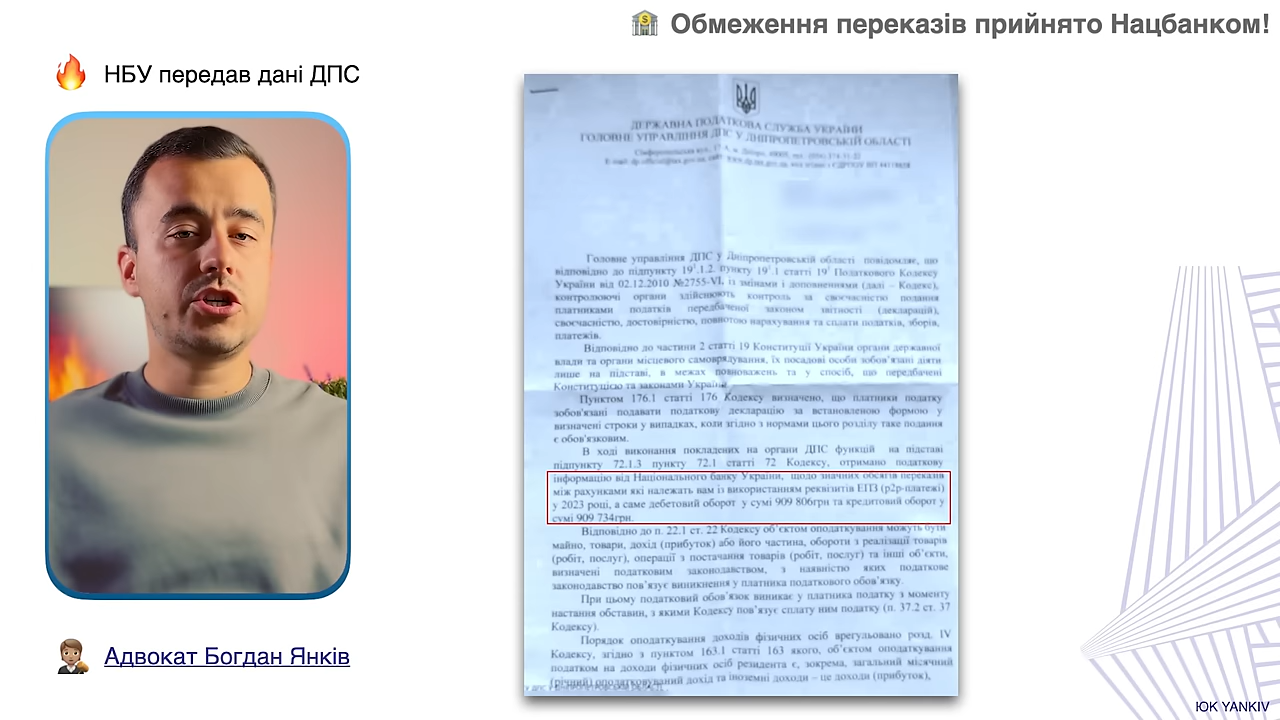 Обмеження переказів прийнято Нацбанком!
НБУ передав дані ДПС
Адвокат Богдан Янків
ДЕРЖАВНА ПОДАТКОВА СЛУЖБА УКРАЇНИ
ГОЛОВНЕ УПРАВЛІННЯ ДПС У ДНІПРОПЕТРОВСЬКІЙ ОБЛАСТІ
Головне управління ДПС у Дніпропетровській області повідомляє, що
відповідно до підпункту 19¹.1.2. пункту 19¹.1 статті 19¹ Податкового Кодексу
України від 02.12.2010 №2755-VI, із змінами і доповненнями (далі – Кодекс),
контролюючі органи здійснюють контроль за своєчасністю подання
платниками податків передбаченої законом звітності (декларацій),
своєчасністю, достовірністю, повнотою нарахування та сплати податків, зборів,
платежів.
Відповідно до частини 2 статті 19 Конституції України органи державної
влади та органи місцевого самоврядування, їх посадові особи зобов'язані діяти
лише на підставі, в межах повноважень та у спосіб, що передбачені
Конституцією та законами України.
Пунктом 176.1 статті 176 Кодексу визначено, що платники податку
зобов'язані подавати податкову декларацію за встановленою формою у
визначені строки у випадках, коли згідно з нормами цього розділу таке подання
є обов'язковим.
В ході виконання покладених на органи ДПС функцій на підставі
підпункту 72.1.3 пункту 72.1 статті 72 Кодексу, отримано податкову
інформацію від Національного банку України, щодо значних обсягів переказів
між рахунками які належать вам із використанням реквізитів ЕПЗ (р2р-платежі)
у 2023 році, а саме дебетовий оборот у сумі 909 806грн та кредитовий оборот у
сумі 909 734грн.
Відповідно до п. 22.1 ст. 22 Кодексу об'єктом оподаткування можуть бути
майно, товари, дохід (прибуток) або його частина, обороти з реалізації товарів
(робіт, послуг), операції з постачання товарів (робіт, послуг) та інші об'єкти,
визначені податковим законодавством, з наявністю яких податкове
законодавство пов'язує виникнення у платника податкового обов'язку.
При цьому податковий обов'язок виникає у платника податку з моменту
настання обставин, з якими Кодексу пов'язує сплату ним податку (п. 37.2 ст. 37
Кодексу).
Порядок оподаткування доходів фізичних осіб врегульовано розд. IV
Кодексу, згідно з пунктом 163.1 статті 163 якого, об'єктом оподаткування
податком на доходи фізичних осіб резидента є, зокрема, загальний місячний
(річний) оподатковуваний дохід та іноземні доходи – це доходи (прибуток),
ЮК YANKIV